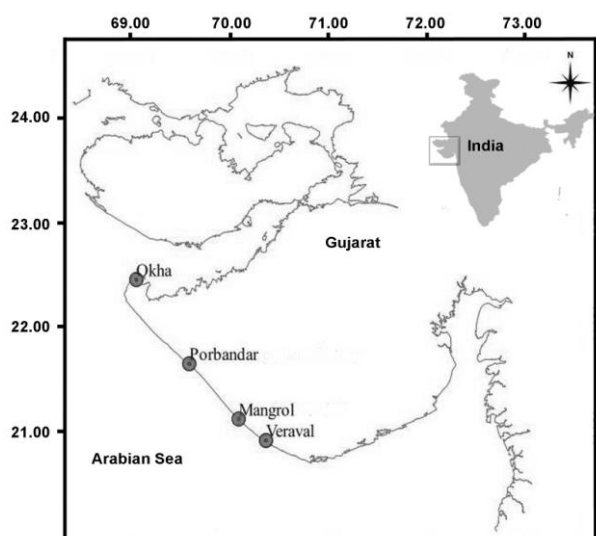 69.00 70.00 71.00 72.00 73.00
N
24.00
India
23.00
Gujarat
Okha
22.00
Porbandar
Mangrol
21.00
Veraval
Arabian Sea